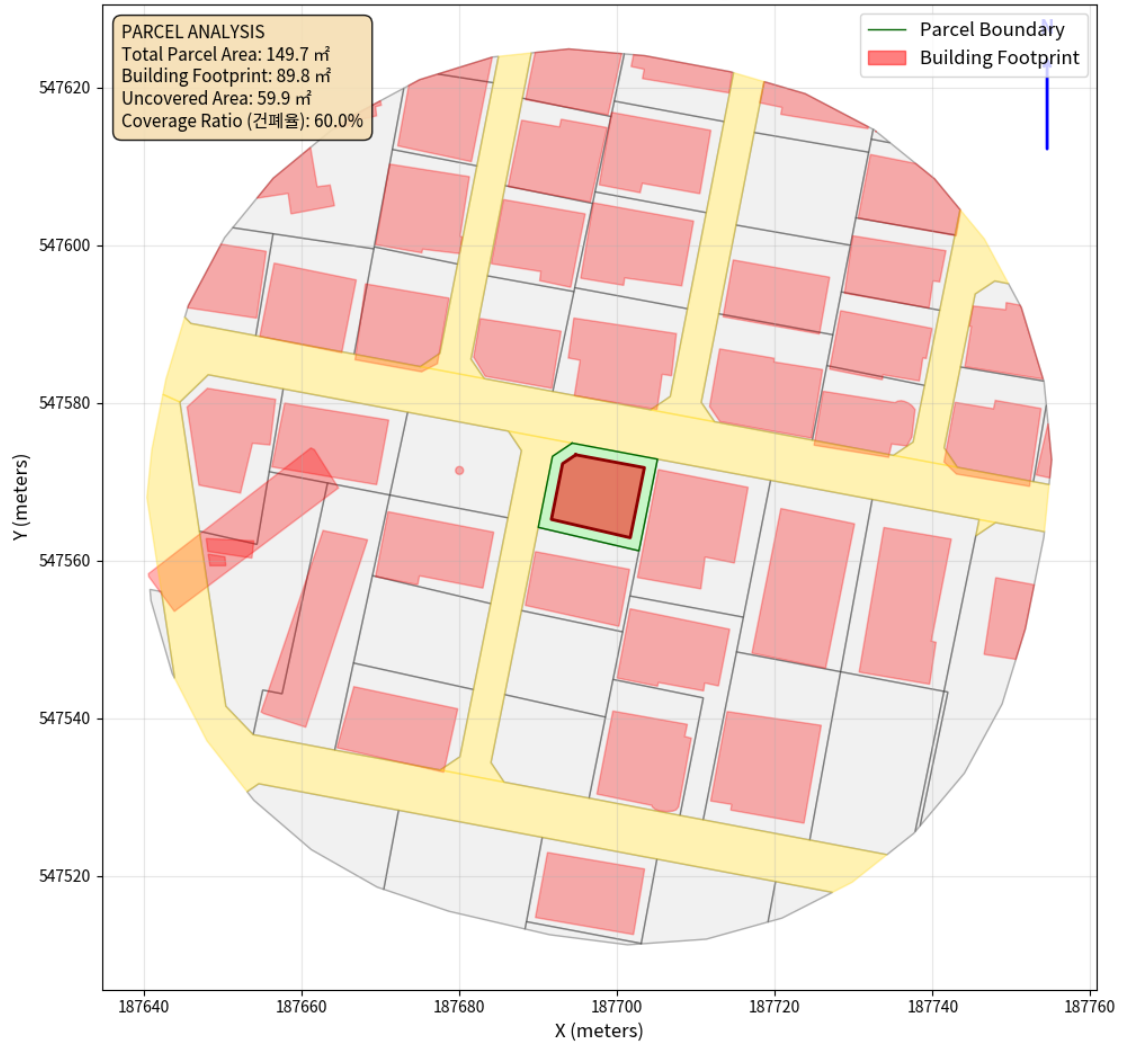 PARCEL ANALYSIS
Total Parcel Area: 149.7 ㎡
Building Footprint: 89.8 ㎡
Uncovered Area: 59.9 ㎡
Coverage Ratio (건폐율): 60.0%
Parcel Boundary
Building Footprint
N
547620
547600
547580
547560
547540
547520
Y (meters)
187640
187660
187680
187700
187720
187740
187760
X (meters)